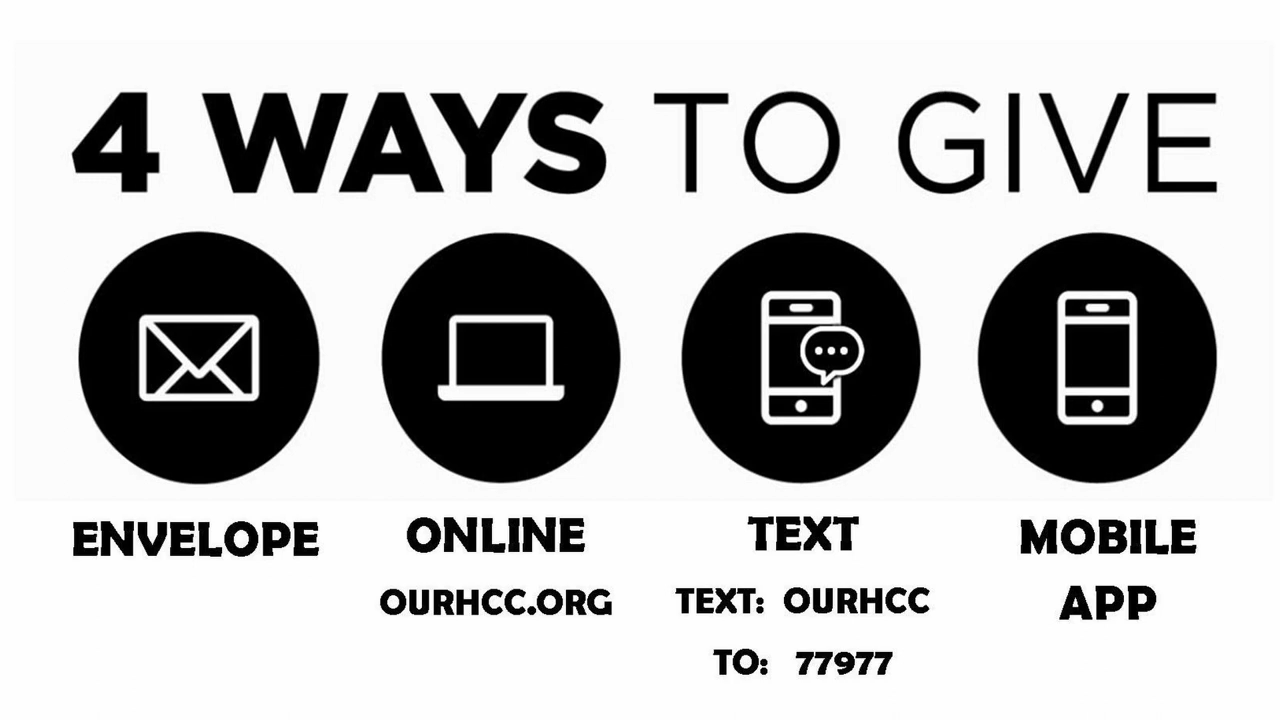 4 WAYS TO GIVE
ENVELOPE
ONLINE
OURHCC.ORG
TEXT
TEXT: OURHCC
TO: 77977
MOBILE
APP